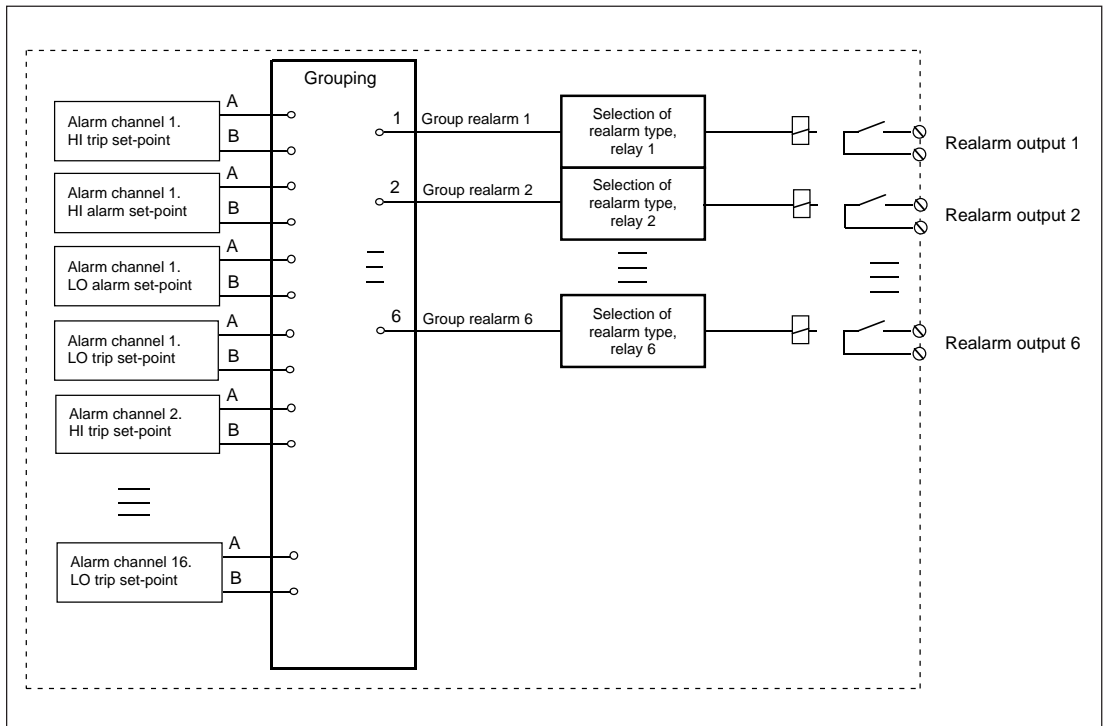 Grouping
Alarm channel 1.
HI trip set-point
A
B
Alarm channel 1.
HI alarm set-point
A
B
Alarm channel 1.
LO alarm set-point
A
B
Alarm channel 1.
LO trip set-point
A
B
Alarm channel 2.
HI trip set-point
A
B
Alarm channel 16.
LO trip set-point
A
B
1
Group realarm 1
Selection of
realarm type,
relay 1
Realarm output 1
2
Group realarm 2
Selection of
realarm type,
relay 2
Realarm output 2
6
Group realarm 6
Selection of
realarm type,
relay 6
Realarm output 6